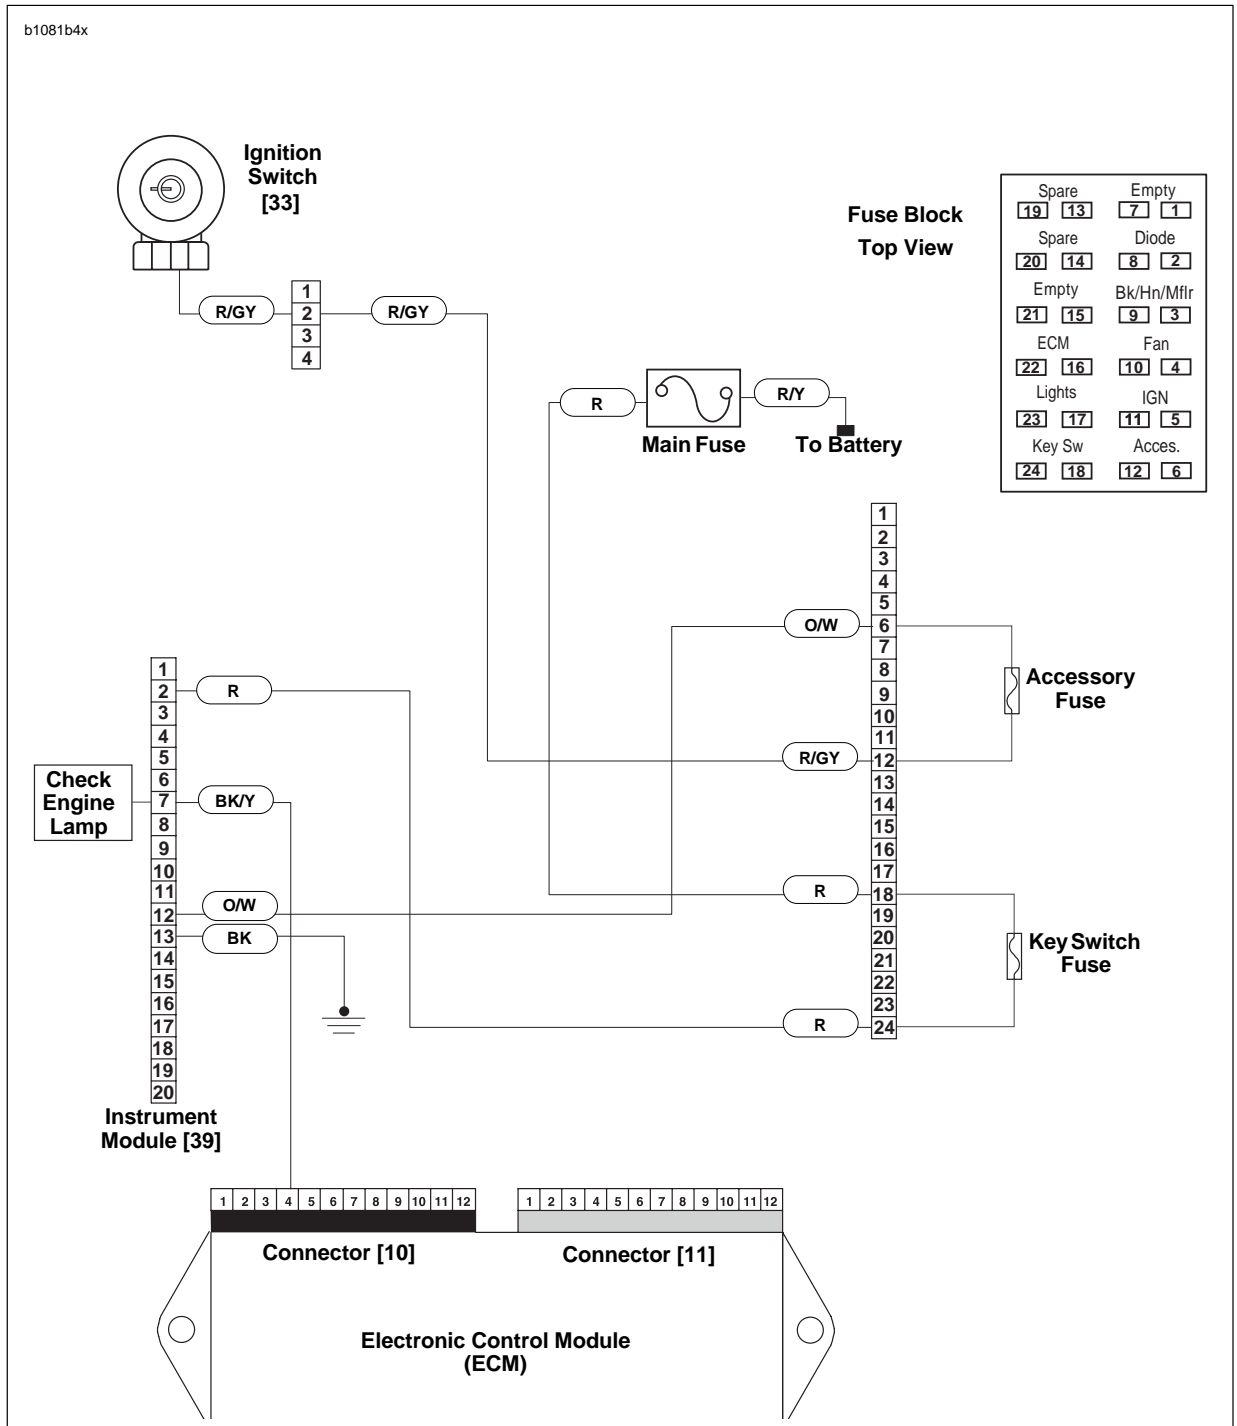 b1081b4x
Ignition
Switch
[33]
R/GY
1
2
3
4
R/GY
Fuse Block
Top View
Spare Empty
19 13 7 1
Spare Diode
20 14 8 2
Empty Bk/Hn/Mflr
21 15 9 3
ECM Fan
22 16 10 4
Lights IGN
23 17 11 5
Key Sw Acces.
24 18 12 6
R
R/Y
Main Fuse
To Battery
1
2
3
4
5
6
7
8
9
10
11
12
13
14
15
16
17
18
19
20
21
22
23
24
O/W
R/GY
R
R
Accessory
Fuse
Key Switch
Fuse
1
2
3
4
5
6
7
8
9
10
11
12
13
14
15
16
17
18
19
20
R
BK/Y
O/W
BK
Check
Engine
Lamp
Instrument
Module [39]
1 2 3 4 5 6 7 8 9 10 11 12
1 2 3 4 5 6 7 8 9 10 11 12
Connector [10]
Connector [11]
Electronic Control Module
(ECM)